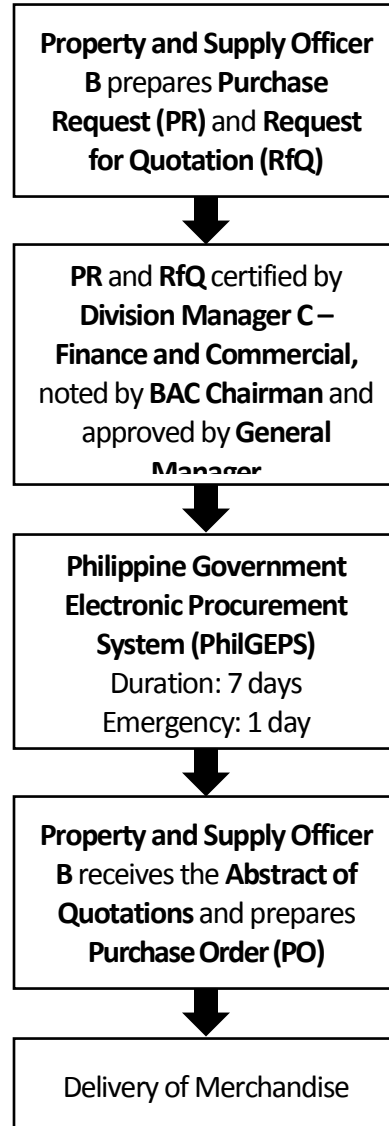 Property and Supply Officer
B prepares Purchase
Request (PR) and Request
for Quotation (RfQ)
PR and RfQ certified by
Division Manager C –
Finance and Commercial,
noted by BAC Chairman and
approved by General
Manager
Philippine Government
Electronic Procurement
System (PhilGEPS)
Duration: 7 days
Emergency: 1 day
Property and Supply Officer
B receives the Abstract of
Quotations and prepares
Purchase Order (PO)
Delivery of Merchandise